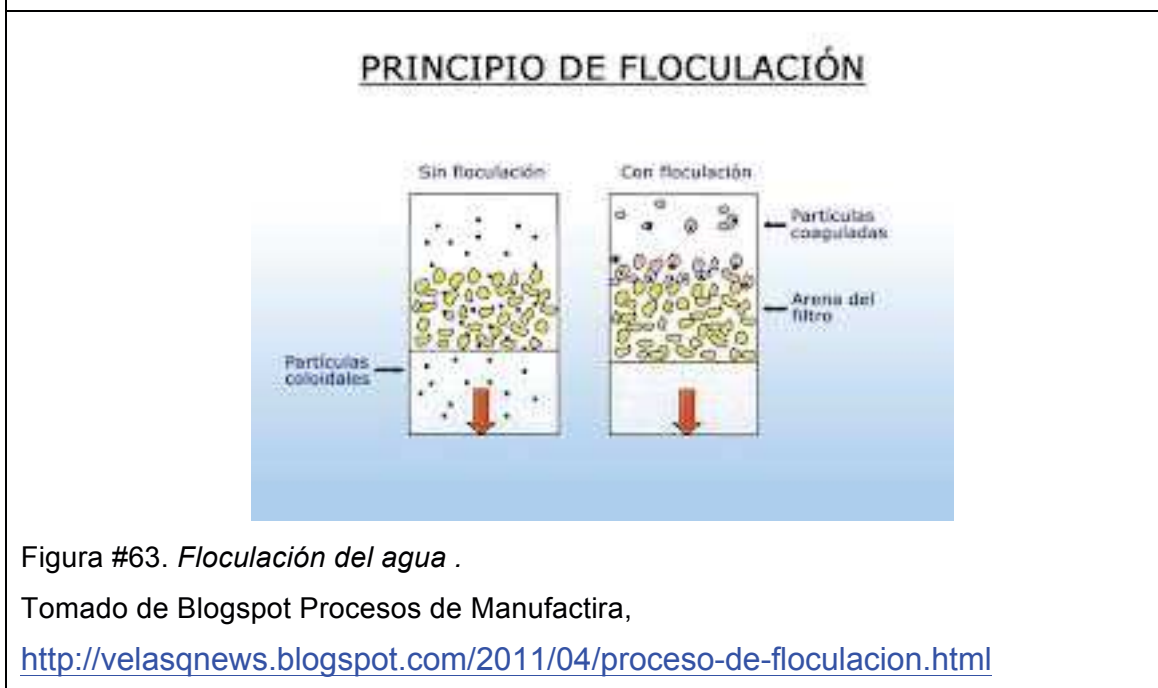 PRINCIPIO DE FLOCULACIÓN
Sin floculación
Con floculación
Partículas
coaguladas
Arena del
filtro
Partículas
coloidales
Figura #63. Floculación del agua .
Tomado de Blogspot Procesos de Manufactira,
http://velasqnews.blogspot.com/2011/04/proceso-de-floculacion.html